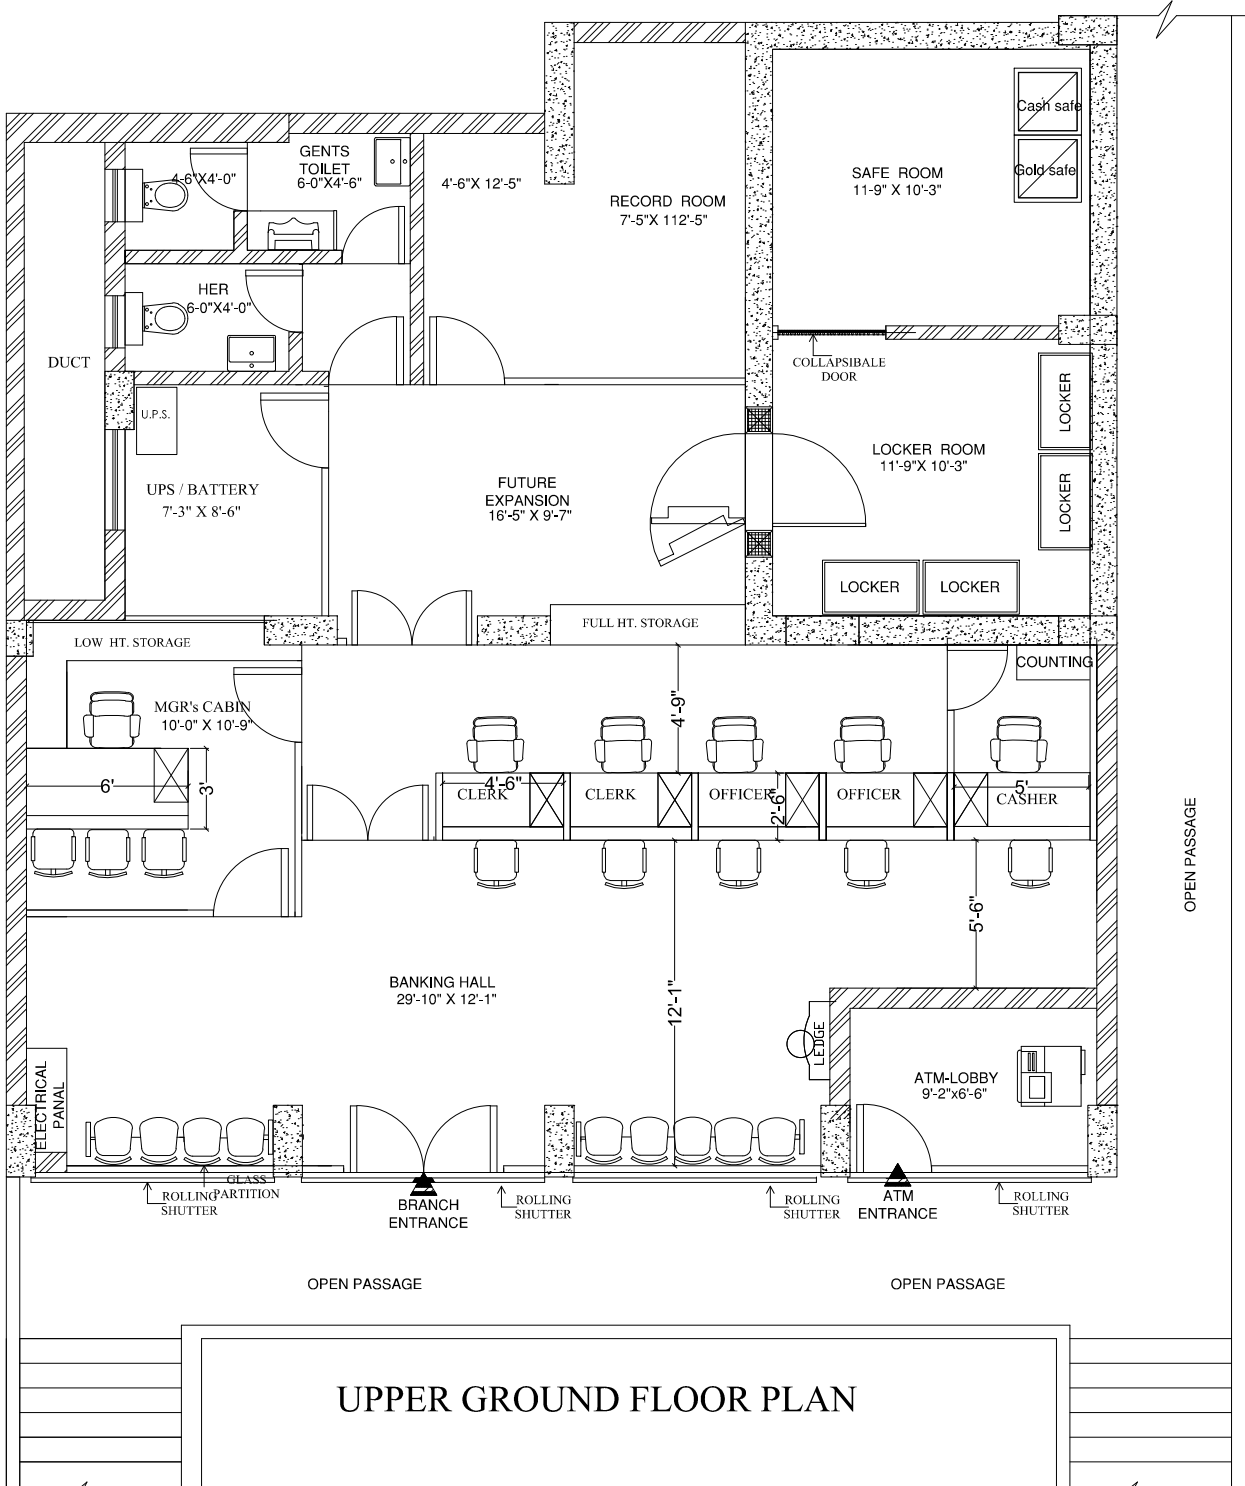 Cash safe
GENTS
TOILET
6-0"X4'-6"
4-6"X4'-0"
4'-6"X 12'-5"
RECORD ROOM
7'-5"X 112'-5"
SAFE ROOM
11-9" X 10'-3"
Gold safe
HER
6-0"X4'-0"
DUCT
COLLAPSIBALE
DOOR
LOCKER
U.P.S.
LOCKER ROOM
11'-9"X 10'-3"
UPS / BATTERY
7'-3" X 8'-6"
FUTURE
EXPANSION
16'-5" X 9'-7"
LOCKER
LOCKER
LOCKER
LOW HT. STORAGE
FULL HT. STORAGE
COUNTING
MGR's CABIN
10'-0" X 10'-9"
4'-9"
6'
3'
4'-6"
CLERK
CLERK
OFFICER
2'-6"
OFFICER
5'
CASHER
OPEN PASSAGE
5'-6"
BANKING HALL
29'-10" X 12'-1"
12'-1"
LEDGE
ATM-LOBBY
9'-2"x6'-6"
ELECTRICAL
PANAL
GLASS
PARTITION
ROLLING
SHUTTER
BRANCH
ENTRANCE
ROLLING
SHUTTER
ROLLING
SHUTTER
ATM
ENTRANCE
ROLLING
SHUTTER
OPEN PASSAGE
OPEN PASSAGE
UPPER GROUND FLOOR PLAN